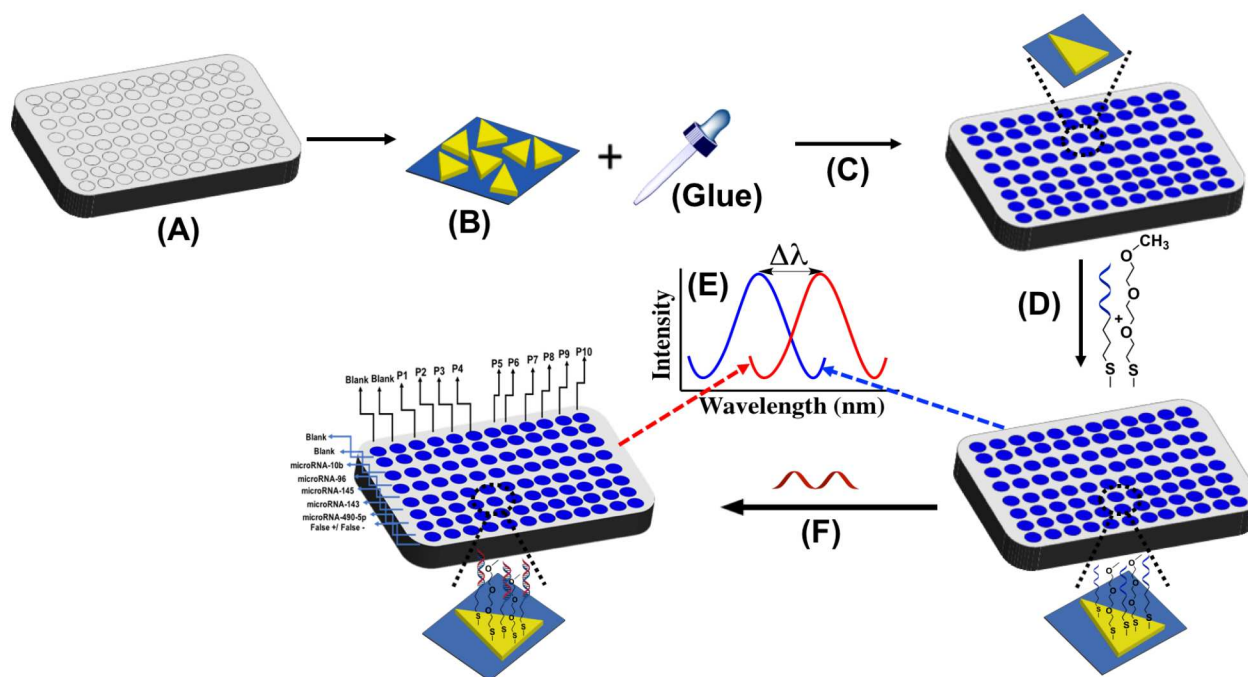 (A)
(B)
+
(Glue)
(C)
(D)
O
CH3
O
+
O
S
S
(E)
Δλ
Intensity
Wavelength (nm)
Blank
Blank
P1
P2
P3
P4
P5
P6
P7
P8
P9
P10
Blank
Blank
microRNA-10b
microRNA-96
microRNA-145
microRNA-143
microRNA-490-5p
False +/ False -
(F)
O
O
O
S
S
S
S
O
O
O
S
S
S
S